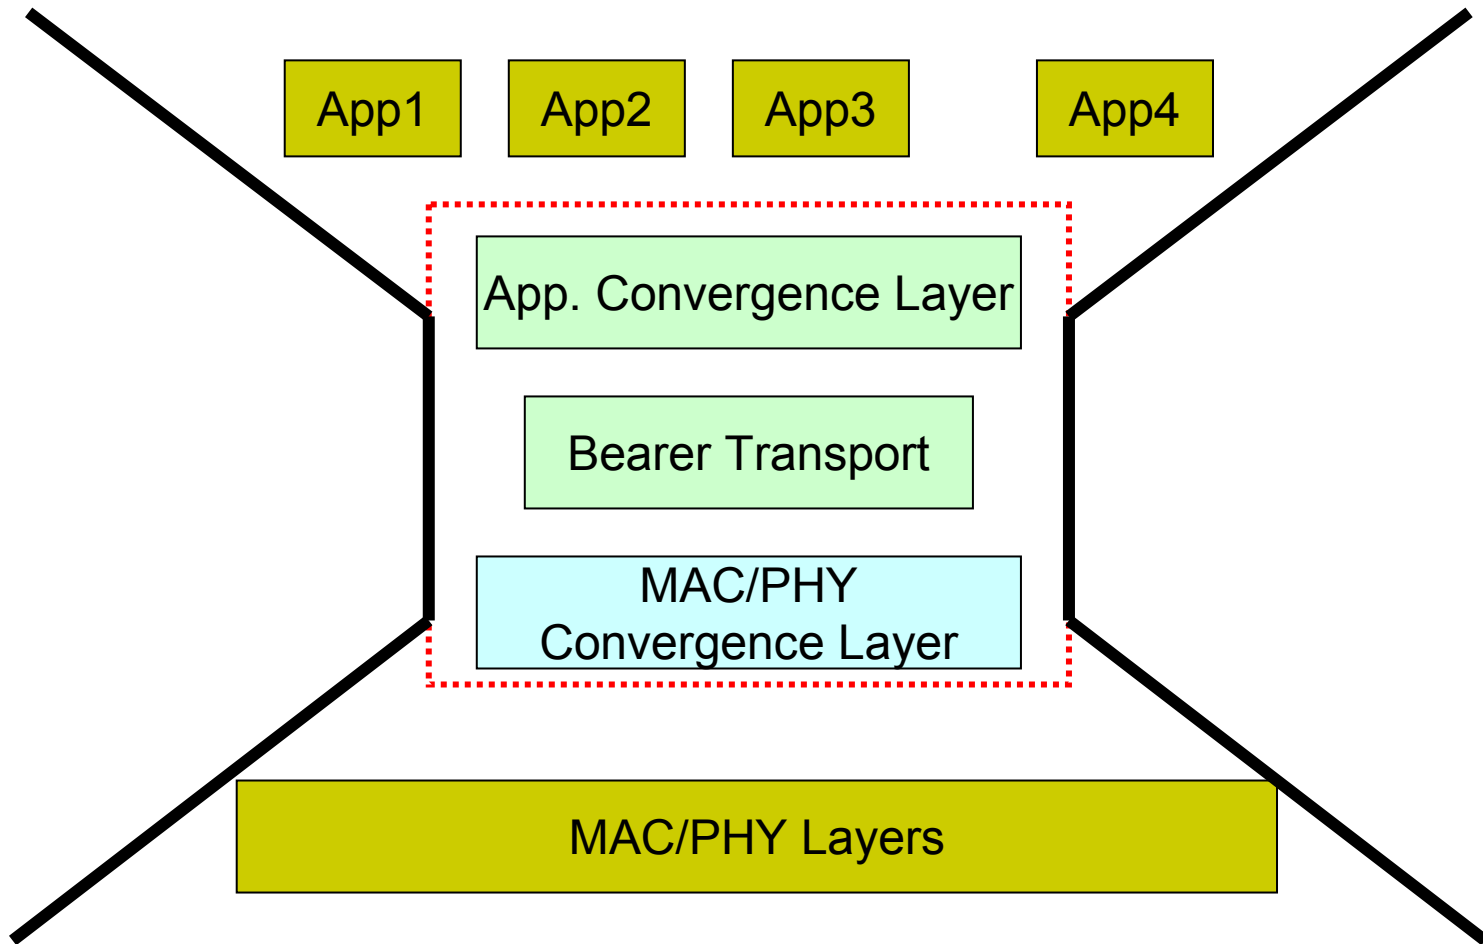 App1 App2 App3 App4
App. Convergence Layer
Bearer Transport
MAC/PHY
Convergence Layer
MAC/PHY Layers